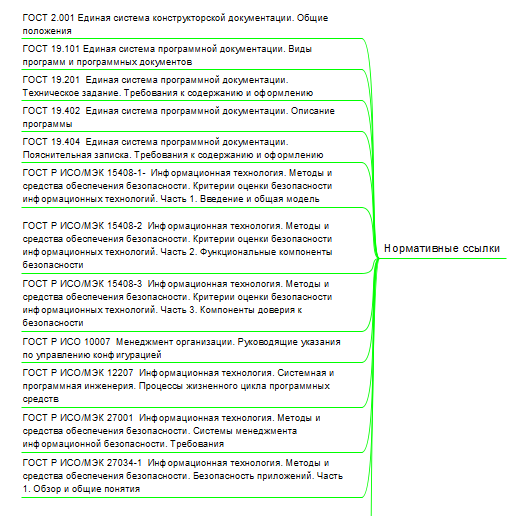 ГОСТ 2.001 Единая система конструкторской документации. Общие
положения
ГОСТ 19.101 Единая система программной документации. Виды
программ и программных документов
ГОСТ 19.201 Единая система программной документации.
Техническое задание. Требования к содержанию и оформлению
ГОСТ 19.402 Единая система программной документации. Описание
программы
ГОСТ 19.404 Единая система программной документации.
Пояснительная записка. Требования к содержанию и оформлению
ГОСТ Р ИСО/МЭК 15408-1- Информационная технология. Методы и
средства обеспечения безопасности. Критерии оценки безопасности
информационных технологий. Часть 1. Введение и общая модель
ГОСТ Р ИСО/МЭК 15408-2 Информационная технология. Методы и
средства обеспечения безопасности. Критерии оценки безопасности
информационных технологий. Часть 2. Функциональные компоненты
безопасности
ГОСТ Р ИСО/МЭК 15408-3 Информационная технология. Методы и
средства обеспечения безопасности. Критерии оценки безопасности
информационных технологий. Часть 3. Компоненты доверия к
безопасности
ГОСТ Р ИСО 10007 Менеджмент организации. Руководящие указания
по управлению конфигурацией
ГОСТ Р ИСО/МЭК 12207 Информационная технология. Системная и
программная инженерия. Процессы жизненного цикла программных
средств
ГОСТ Р ИСО/МЭК 27001 Информационная технология. Методы и
средства обеспечения безопасности. Системы менеджмента
информационной безопасности. Требования
ГОСТ Р ИСО/МЭК 27034-1 Информационная технология. Методы и
средства обеспечения безопасности. Безопасность приложений. Часть
1. Обзор и общие понятия
Нормативные ссылки